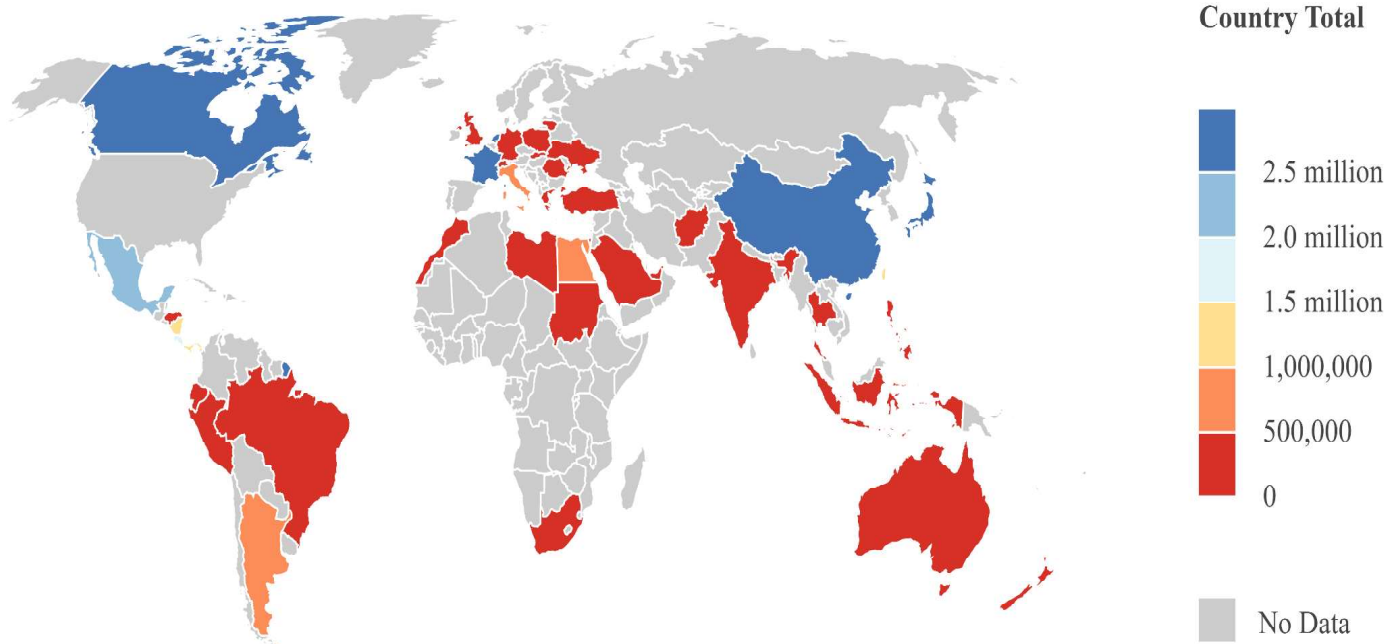 Country Total
2.5 million
2.0 million
1.5 million
1,000,000
500,000
0
No Data